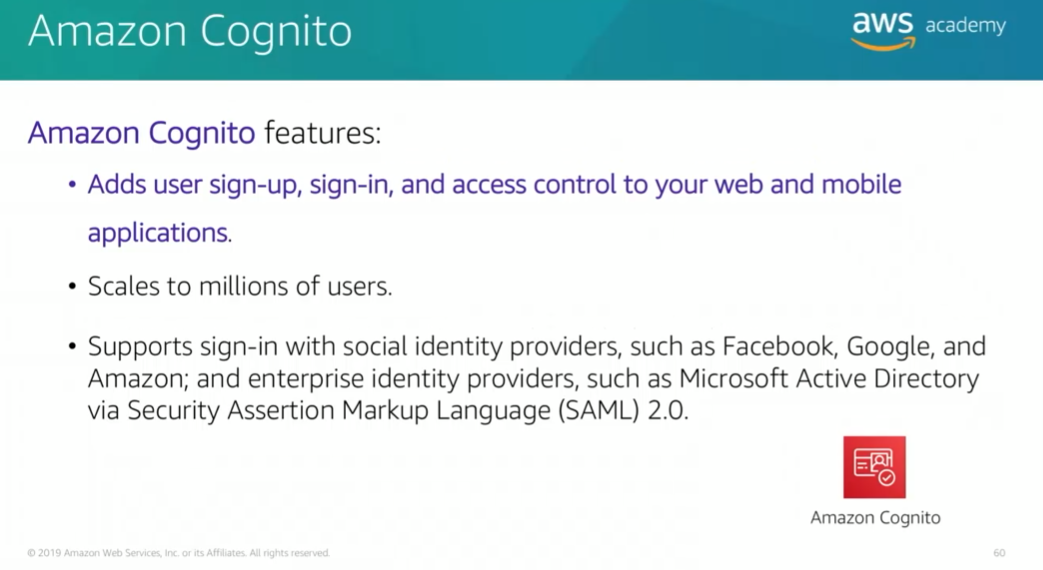 Amazon Cognito
aws academy
Amazon Cognito features:
• Adds user sign-up, sign-in, and access control to your web and mobile
applications.
• Scales to millions of users.
• Supports sign-in with social identity providers, such as Facebook, Google, and
Amazon; and enterprise identity providers, such as Microsoft Active Directory
via Security Assertion Markup Language (SAML) 2.0.
Amazon Cognito
© 2019 Amazon Web Services, Inc. or its Affiliates. All rights reserved.
60